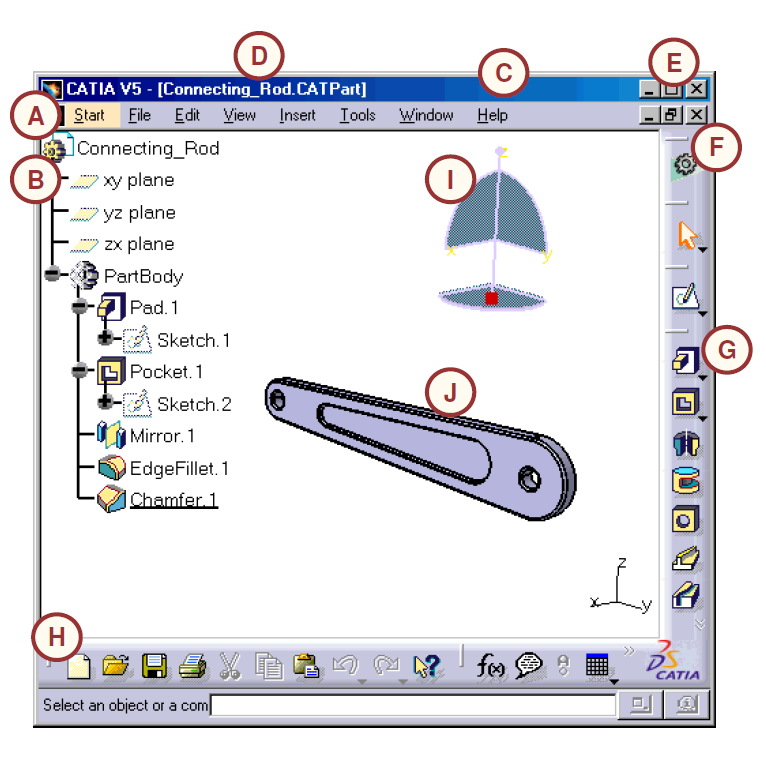 D
C
E
CATIA V5 - [Connecting_Rod.CATPart]
A
Start File Edit View Insert Tools Window Help
F
Connecting_Rod
B
xy plane
I
z
yz plane
zx plane
x
y
PartBody
Pad.1
Sketch.1
G
Pocket.1
J
Sketch.2
Mirror.1
EdgeFillet.1
Chamfer.1
z
x
y
H
f(x)
?
DS
CATIA
Select an object or a com